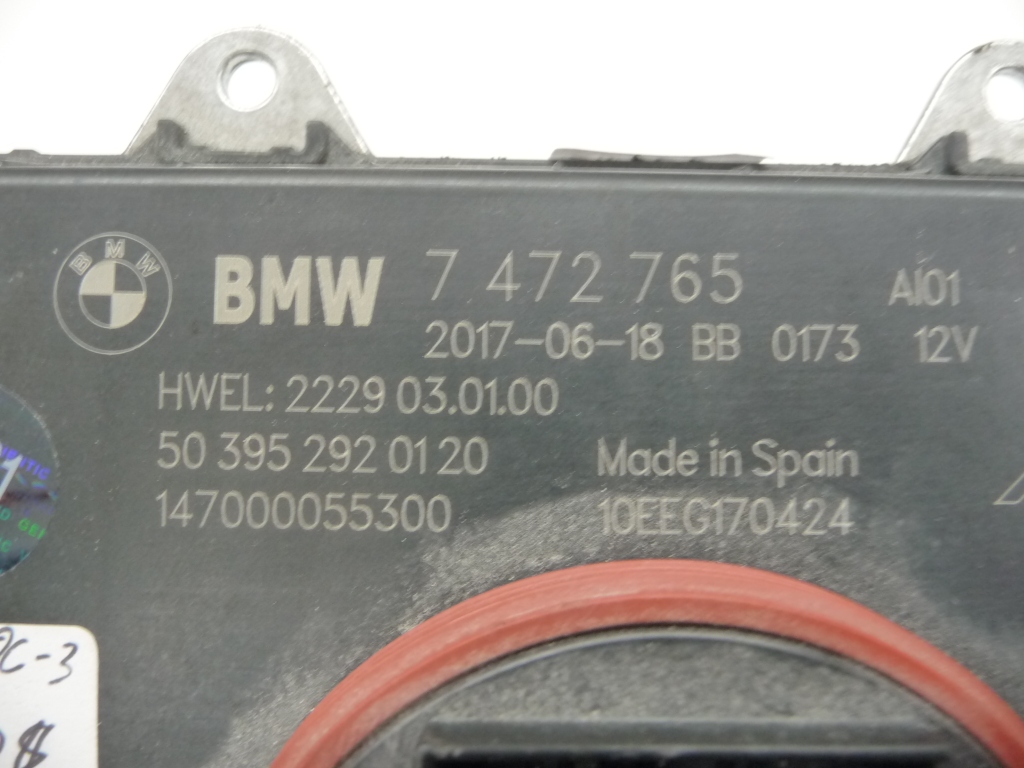 BMW BMW 7 472 765 AI01
2017-06-18 BB 0173 12V
HWEL: 2229 03.01.00
50 395 292 01 20 Made in Spain
147000055300 10EEG170424
C-3